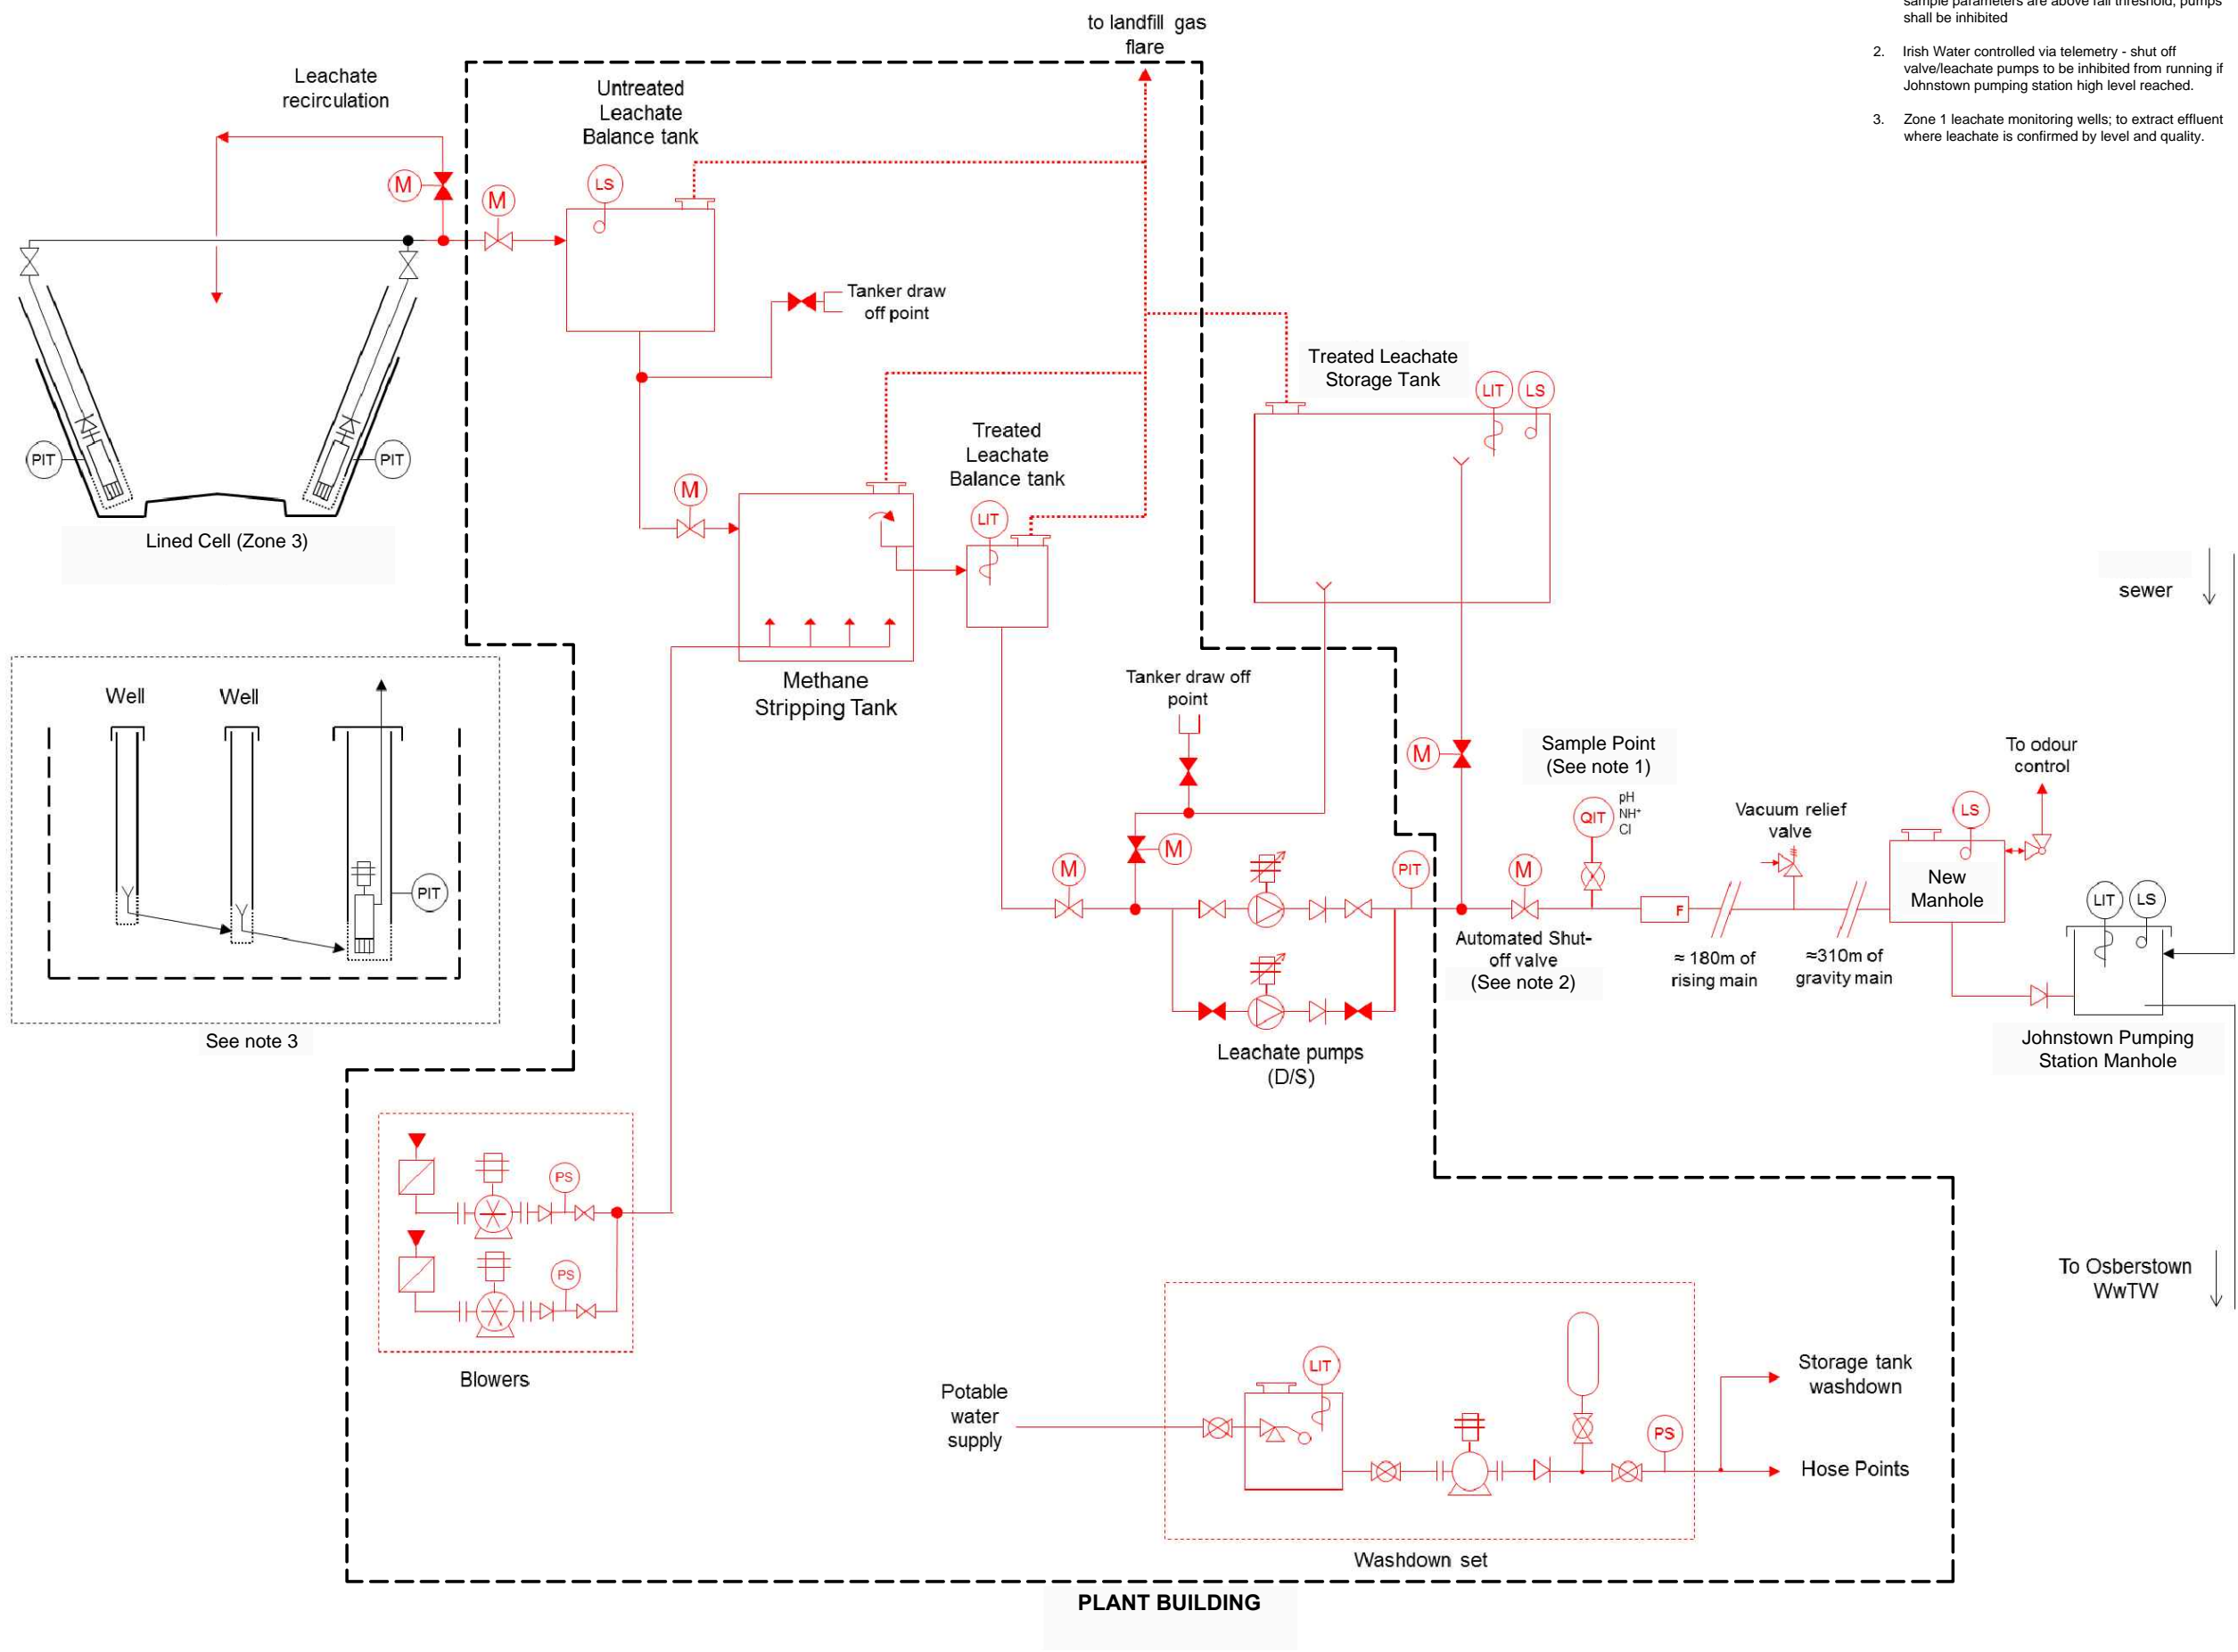 sample parameters are above fail threshold, pumps
shall be inhibited
2. Irish Water controlled via telemetry - shut off
valve/leachate pumps to be inhibited from running if
Johnstown pumping station high level reached.
3. Zone 1 leachate monitoring wells; to extract effluent
where leachate is confirmed by level and quality.
to landfill gas
flare
Leachate
recirculation
Untreated
Leachate
Balance tank
M
M
LS
Tanker draw
off point
Treated Leachate
Storage Tank
LIT
LS
PIT
PIT
Lined Cell (Zone 3)
Treated
Leachate
Balance tank
M
LIT
Methane
Stripping Tank
sewer
Well
Well
PIT
See note 3
Tanker draw off
point
M
M
M
PIT
Sample Point
(See note 1)
QIT
pH
NH⁺
Cl
M
Automated Shut-
off valve
(See note 2)
F
≈ 180m of
rising main
Vacuum relief
valve
≈310m of
gravity main
LS
New
Manhole
To odour
control
LIT
LS
Johnstown Pumping
Station Manhole
Leachate pumps
(D/S)
To Osberstown
WwTW
PS
PS
Blowers
Potable
water
supply
LIT
PS
Storage tank
washdown
Hose Points
Washdown set
PLANT BUILDING